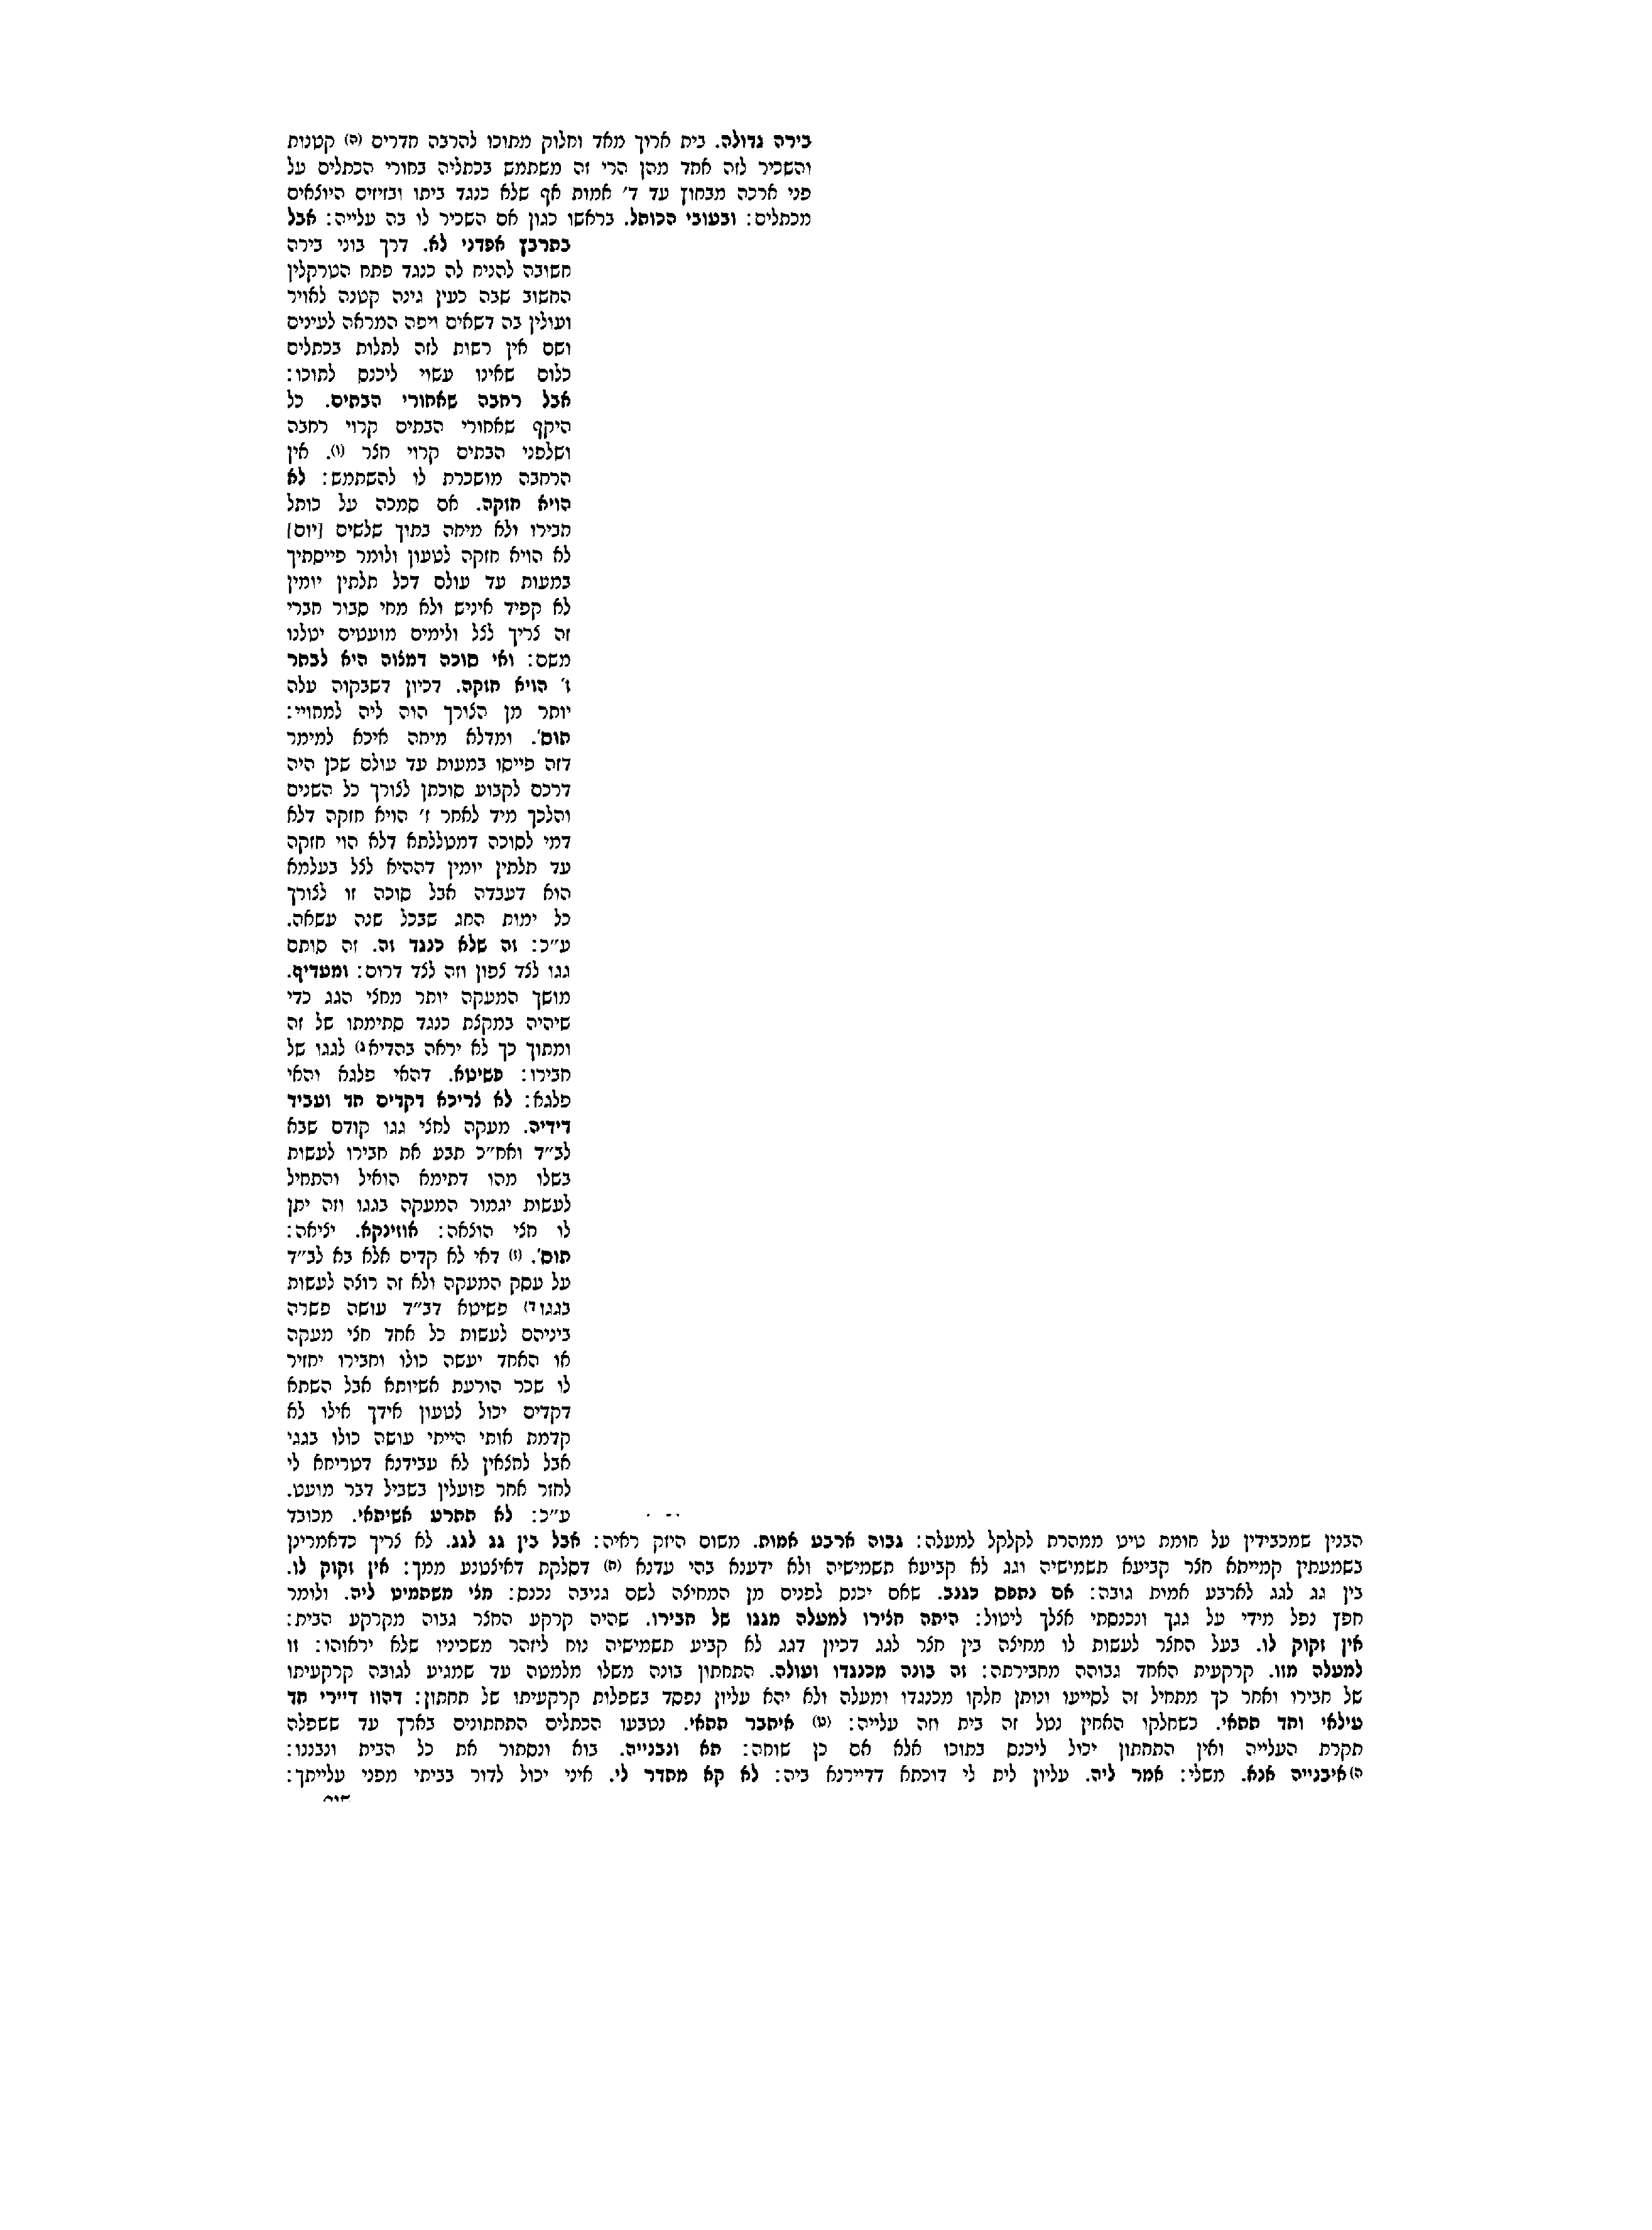 בירה גדולה. בית ארוך מאד וחלוק מתוכו להרבה חדרים (ה) קטנות
והשכיר לזה אחד מהן הרי זה משתמש בכתליה בחורי הכתלים על
פני ארכה מבחוץ עד ד' אמות אף שלא כנגד ביתו ובזיזים היוצאים
מכתלים: ובעובי הכותל. בראשו כגון אם השכיר לו בה עלייה: אבל
בתרבץ אפדני לא. דרך בוני בירה
חשובה להניח לה כנגד פתח הטרקלין
החשוב שבה כעין גינה קטנה לאויר
ועולין בה דשאים ויפה המראה לעינים
ושם אין רשות לזה לתלות בכתלים
כלום שאינו עשוי ליכנס לתוכו:
אבל רחבה שאחורי הבתים. כל
היקף שאחורי הבתים קרוי רחבה
ושלפני הבתים קרוי חצר (ו). אין
הרחבה מושכרת לו להשתמש: לא
הויא חזקה. אם סמכה על כותל
חבירו ולא מיחה בתוך שלשים [יום]
לא הויא חזקה לטעון ולומר פייסתיך
במעות עד עולם דכל תלתין יומין
לא קפיד איניש ולא מחי סבור חברי
זה צריך לצל ולימים מועטים יטלנו
משם: ואי סוכה דמצוה היא לבתר
ז' הויא חזקה. דכיון דשבקוה עלה
יותר מן הצורך הוה ליה למחויי:
תוס'. ומדלא מיחה איכא למימר
דזה פייסו במעות עד עולם שכן היה
דרכם לקבוע סוכתן לצורך כל השנים
והלכך מיד לאחר ז' הויא חזקה דלא
דמי לסוכה דמטללתא דלא הוי חזקה
עד תלתין יומין דההיא לצל בעלמא
הוא דעבדה אבל סוכה זו לצורך
כל ימות החג שבכל שנה עשאה.
ע״כ: זה שלא כנגד זה. זה סותם
גגו לצד צפון וזה לצד דרום: ומעדיף.
מושך המעקה יותר מחצי הגג כדי
שיהיה במקצת כנגד סתימתו של זה
ומתוך כך לא יראה בהדיא ג) לגגו של
חבירו: פשיטא. דהאי פלגא והאי
פלגא: לא צריכא דקדים חד ועביד
דידיה. מעקה לחצי גגו קודם שבא
לב״ד ואח״כ תבע את חבירו לעשות
בשלו מהו דתימא הואיל והתחיל
לעשות יגמור המעקה בגגו וזה יתן
לו חצי הוצאה: אוזינקא. יציאה:
תוס'. (ז) דאי לא קדים אלא בא לב״ד
על עסק המעקה ולא זה רוצה לעשות
בגגו ד) פשיטא דב״ד עושה פשרה
ביניהם לעשות כל אחד חצי מעקה
או האחד יעשה כולו וחבירו יחזיר
לו שכר הורעת אשיותא אבל השתא
דקדים יכול לטעון אידך אילו לא
קדמת אותי הייתי עושה כולו בגגי
אבל לחצאין לא עבידנא דטריחא לי
לחזר אחר פועלין בשביל דבר מועט.
ע״כ: לא תתרע אשיתאי. מכובד
הבנין שמכבידין על חומת טיט ממהרת לקלקל למעלה: גבוה ארבע אמות. משום היזק ראיה: אבל בין גג לגג. לא צריך כדאמרינן
בשמעתין קמייתא חצר קביעא תשמישיה וגג לא קביעא תשמישיה ולא ידענא בהי עדנא (ח) דסלקת דאיצטנע ממך: אין זקוק לו.
בין גג לגג לארבע אמות גובה: אם נתפס כגנב. שאם יכנס לפנים מן המחיצה לשם גניבה נכנס: מצי משתמיט ליה. ולומר
חפץ נפל מידי על גגך ונכנסתי אצלך ליטול: היתה חצירו למעלה מגגו של חבירו. שהיה קרקע החצר גבוה מקרקע הבית:
אין זקוק לו. בעל החצר לעשות לו מחיצה בין חצר לגג דכיון דגג לא קביע תשמישיה נוח ליזהר משכיניו שלא יראוהו: זו
למעלה מזו. קרקעית האחד גבוהה מחבירתה: זה בונה מכנגדו ועולה. התחתון בונה משלו מלמטה עד שמגיע לגובה קרקעיתו
של חבירו ואחר כך מתחיל זה לסייעו ונותן חלקו מכנגדו ומעלה ולא יהא עליון נפסד בשפלות קרקעיתו של תחתון: דהוו דיירי חד
עילאי וחד תתאי. כשחלקו האחין נטל זה בית וזה עלייה: (ט) איתבר תתאי. נטבעו הכתלים התחתונים בארץ עד ששפלה
תקרת העלייה ואין התחתון יכול ליכנס בתוכו אלא אם כן שוחה: תא ונבנייה. בוא ונסתור את כל הבית ונבננו:
ה) איבנייה אנא. משלי: אמר ליה. עליון לית לי דוכתא דדיירנא ביה: לא קא מסדר לי. איני יכול לדור בביתי מפני עלייתך: